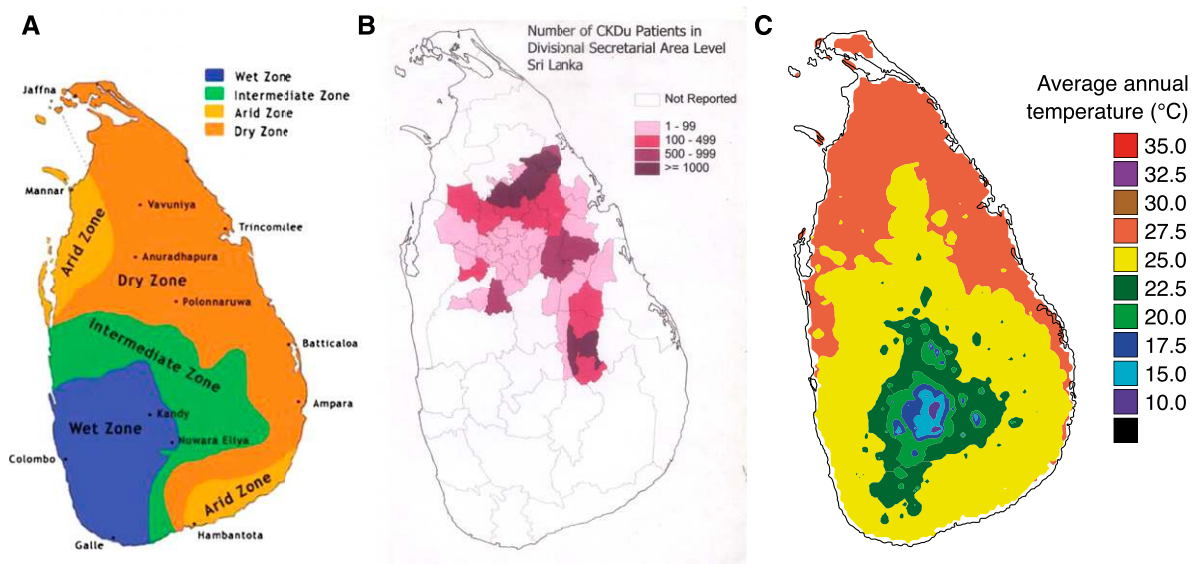 A
Wet Zone
Intermediate Zone
Arid Zone
Dry Zone
Jaffna
Mannar
Vavuniya
Trincomlee
Arid Zone
Anuradhapura
Dry Zone
Polonnaruwa
Intermediate Zone
Batticaloa
Ampara
Kandy
Wet Zone
Nuwara Eliya
Colombo
Arid Zone
Hambantota
Galle
B
Number of CKDu Patients in
Divisional Secretarial Area Level
Sri Lanka
Not Reported
1 - 99
100 - 499
500 - 999
>= 1000
C
Average annual
temperature (°C)
35.0
32.5
30.0
27.5
25.0
22.5
20.0
17.5
15.0
10.0